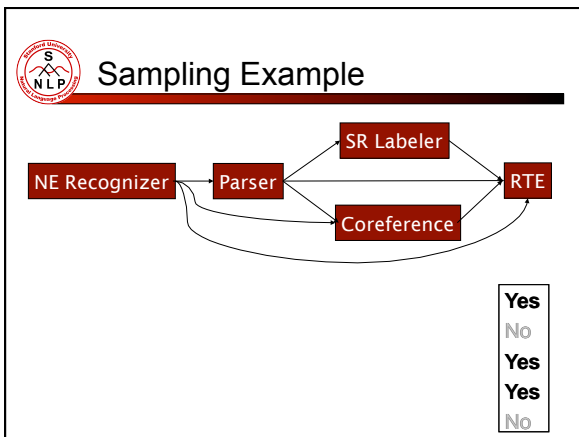 Stanford University
S
N L P
Natural Language Processing
Sampling Example
SR Labeler
NE Recognizer
Parser
RTE
Coreference
Yes
No
Yes
Yes
No